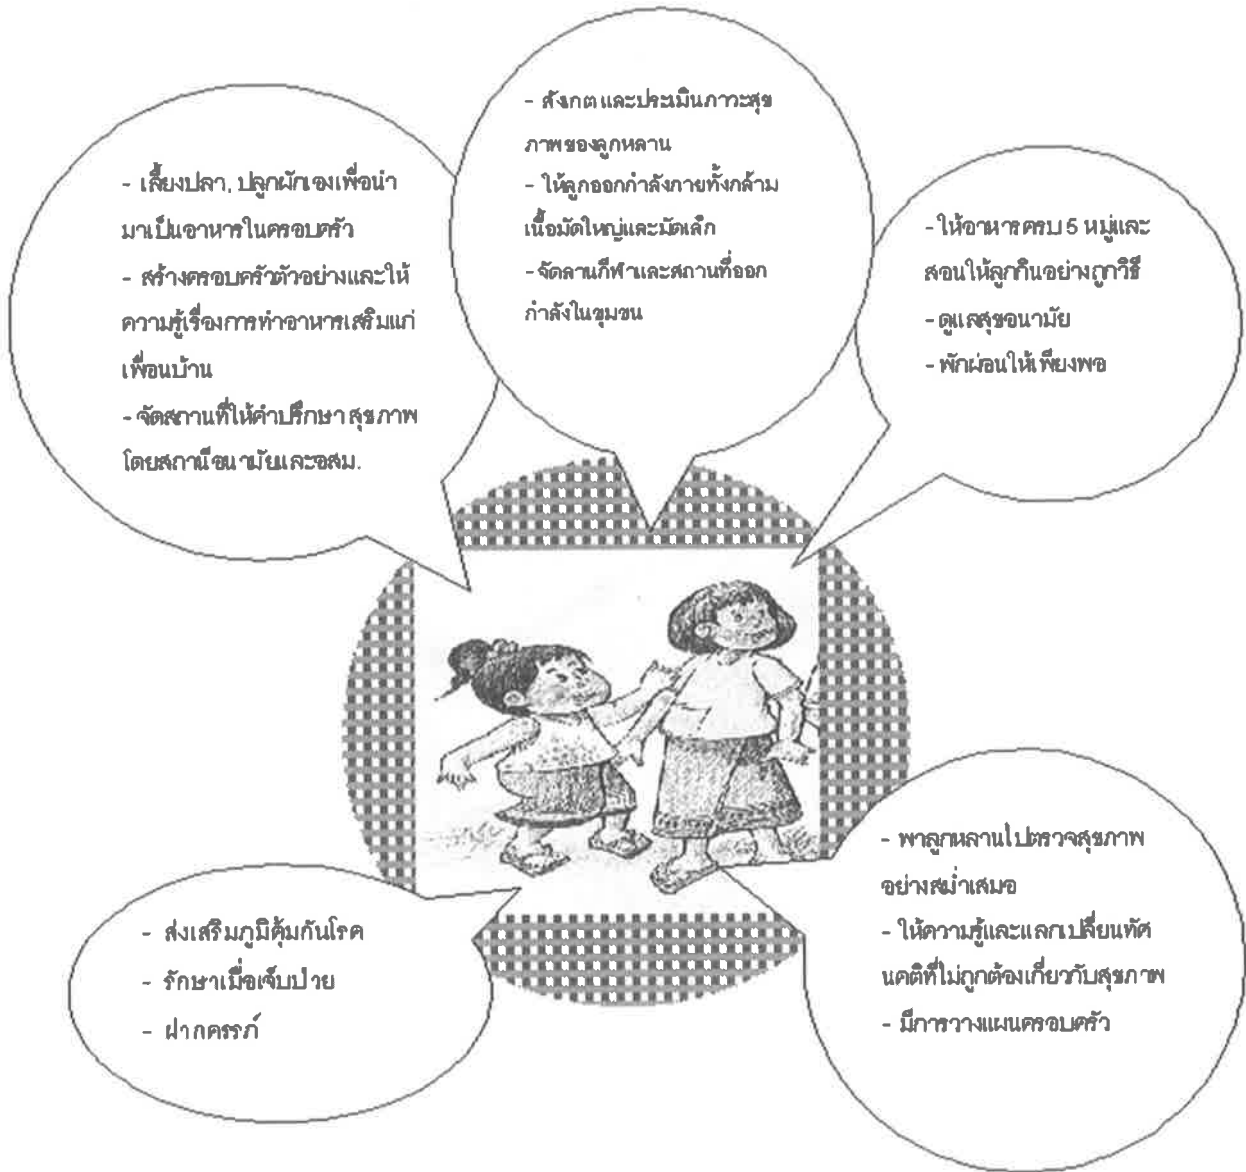 - เลี้ยงปลา, ปลูกผักเองเพื่อนำ
มาเป็นอาหารในครอบครัว
- สร้างครอบครัวตัวอย่างและให้
ความรู้เรื่องการทำอาหารเสริมแก่
เพื่อนบ้าน
- จัดสถานที่ให้คำปรึกษา สุขภาพ
โดยสถานีอนามัยและอสม.
- สังเกต และประเมินภาวะสุข
ภาพของลูกหลาน
- ให้ลูกออกกำลังกายทั้งกล้าม
เนื้อมัดใหญ่และมัดเล็ก
- จัดลานกีฬาและสถานที่ออก
กำลังในชุมชน
- ให้อาหารครบ 5 หมู่และ
สอนให้ลูกกินอย่างถูกวิธี
- ดูแลสุขอนามัย
- พักผ่อนให้เพียงพอ
- ส่งเสริมภูมิคุ้มกันโรค
- รักษาเมื่อเจ็บป่วย
- ฝากครรภ์
- พาลูกหลานไปตรวจสุขภาพ
อย่างสม่ำเสมอ
- ให้ความรู้และแลกเปลี่ยนทัศ
นคติที่ไม่ถูกต้องเกี่ยวกับสุขภาพ
- มีการวางแผนครอบครัว